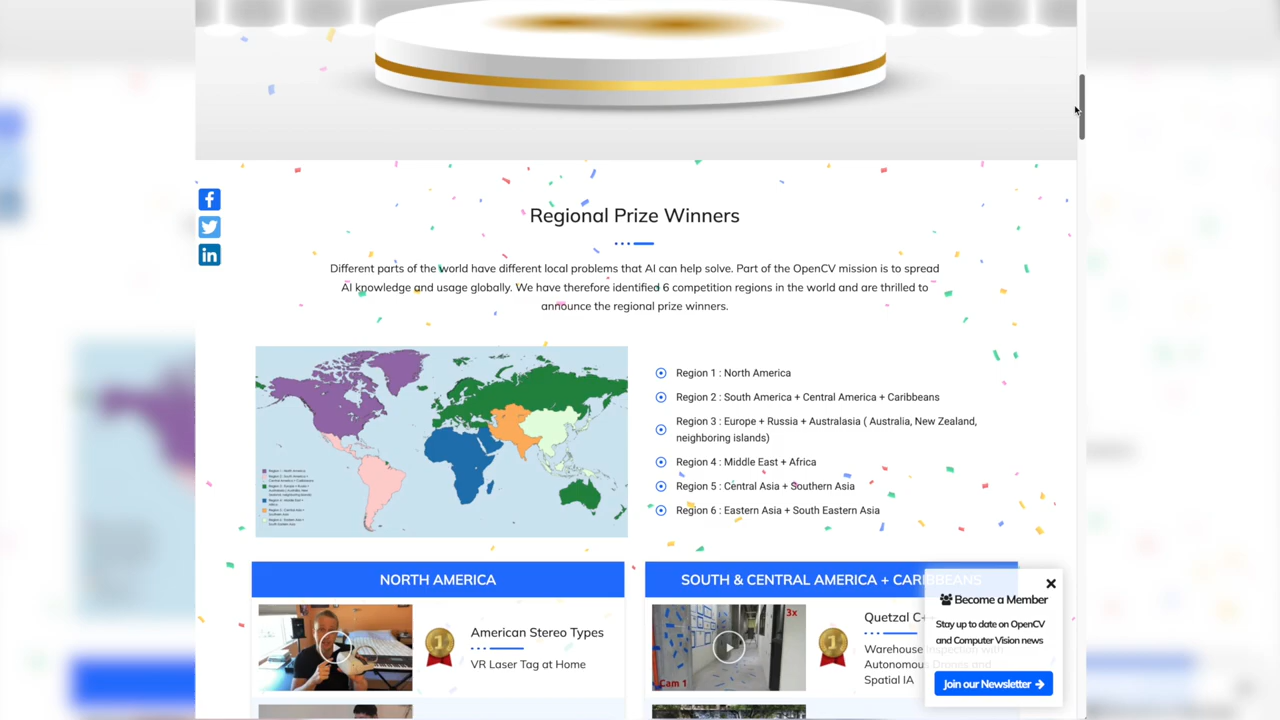 Regional Prize Winners
Different parts of the world have different local problems that AI can help solve. Part of the OpenCV mission is to spread
AI knowledge and usage globally. We have therefore identified 6 competition regions in the world and are thrilled to
announce the regional prize winners.
Region 1 : North America
Region 2 : South America + Central America + Caribbeans
Region 3 : Europe + Russia + Australasia ( Australia, New Zealand,
neighboring islands)
Region 4 : Middle East + Africa
Region 5 : Central Asia + Southern Asia
Region 6 : Eastern Asia + South Eastern Asia
NORTH AMERICA
1
American Stereo Types
VR Laser Tag at Home
SOUTH & CENTRAL AMERICA + CARIBBEANS
3x
Cam 1
1
Quetzal C++
Warehouse Inspection with
Autonomous Drones and
Spatial IA
Become a Member
Stay up to date on OpenCV
and Computer Vision news
Join our Newsletter →